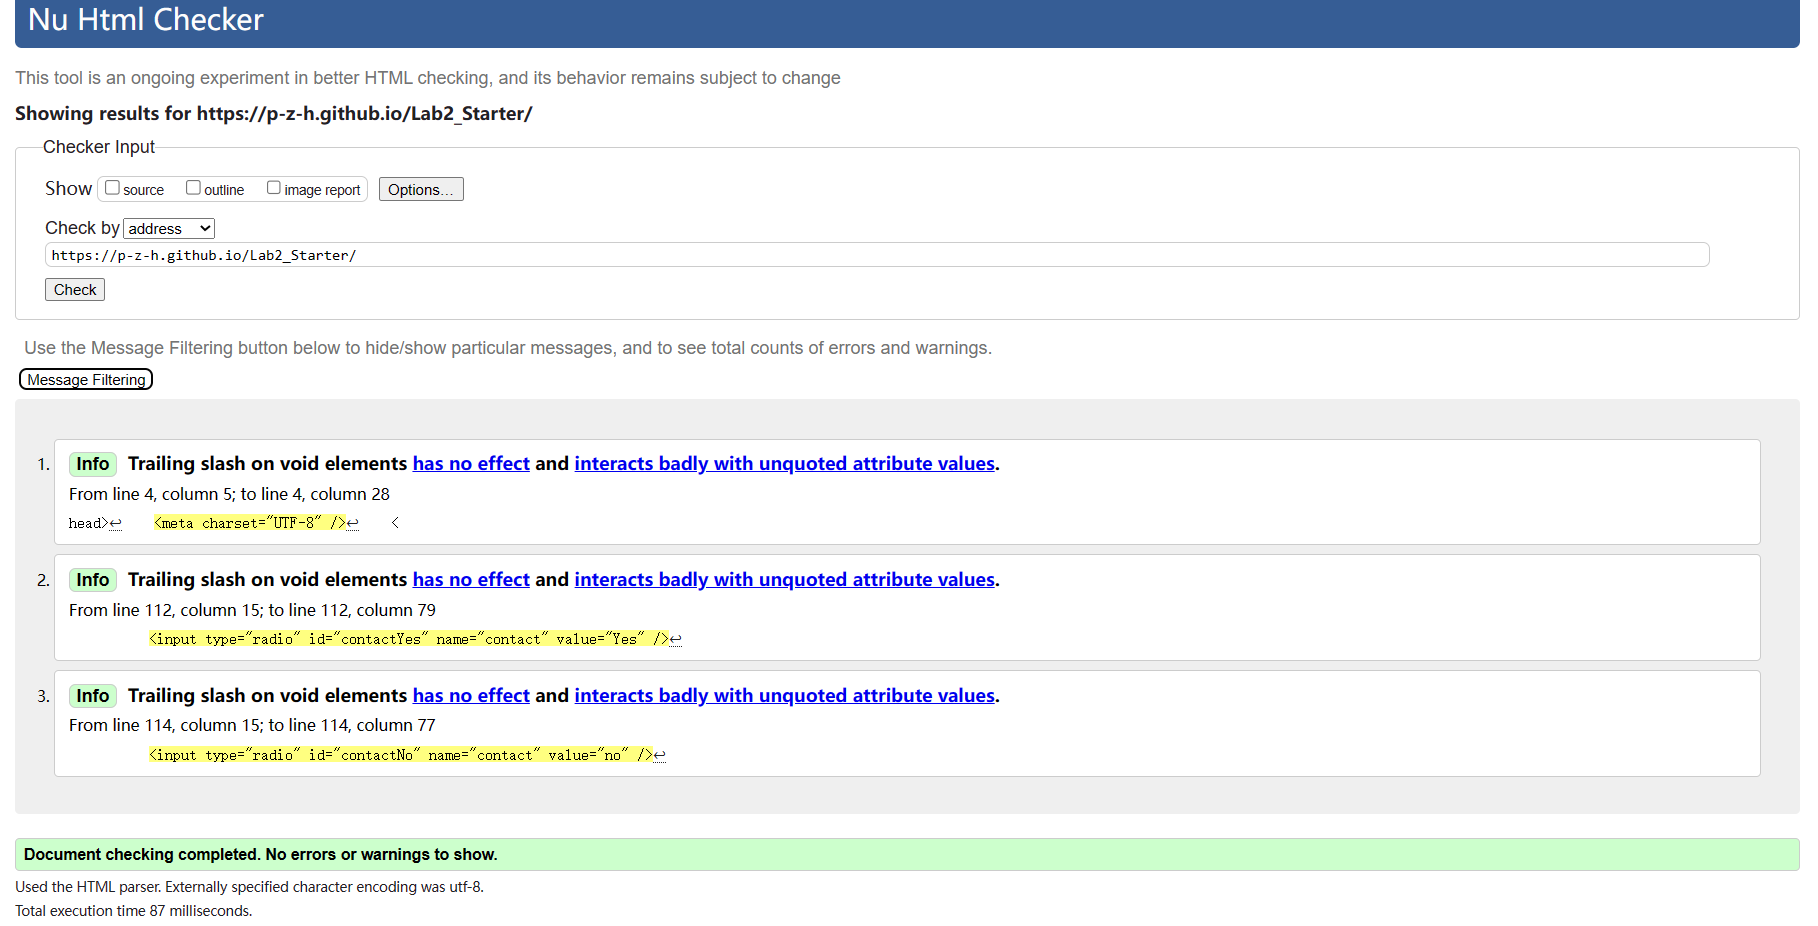 Nu Html Checker
This tool is an ongoing experiment in better HTML checking, and its behavior remains subject to change
Showing results for https://p-z-h.github.io/Lab2_Starter/
Checker Input
Show source outline image report Options...
Check by address
https://p-z-h.github.io/Lab2_Starter/
Check
Use the Message Filtering button below to hide/show particular messages, and to see total counts of errors and warnings.
Message Filtering
1. Info Trailing slash on void elements has no effect and interacts badly with unquoted attribute values.
From line 4, column 5; to line 4, column 28
head>↩ <meta charset="UTF-8" />↩ <
2. Info Trailing slash on void elements has no effect and interacts badly with unquoted attribute values.
From line 112, column 15; to line 112, column 79
<input type="radio" id="contactYes" name="contact" value="Yes" />↩
3. Info Trailing slash on void elements has no effect and interacts badly with unquoted attribute values.
From line 114, column 15; to line 114, column 77
<input type="radio" id="contactNo" name="contact" value="no" />↩
Document checking completed. No errors or warnings to show.
Used the HTML parser. Externally specified character encoding was utf-8.
Total execution time 87 milliseconds.